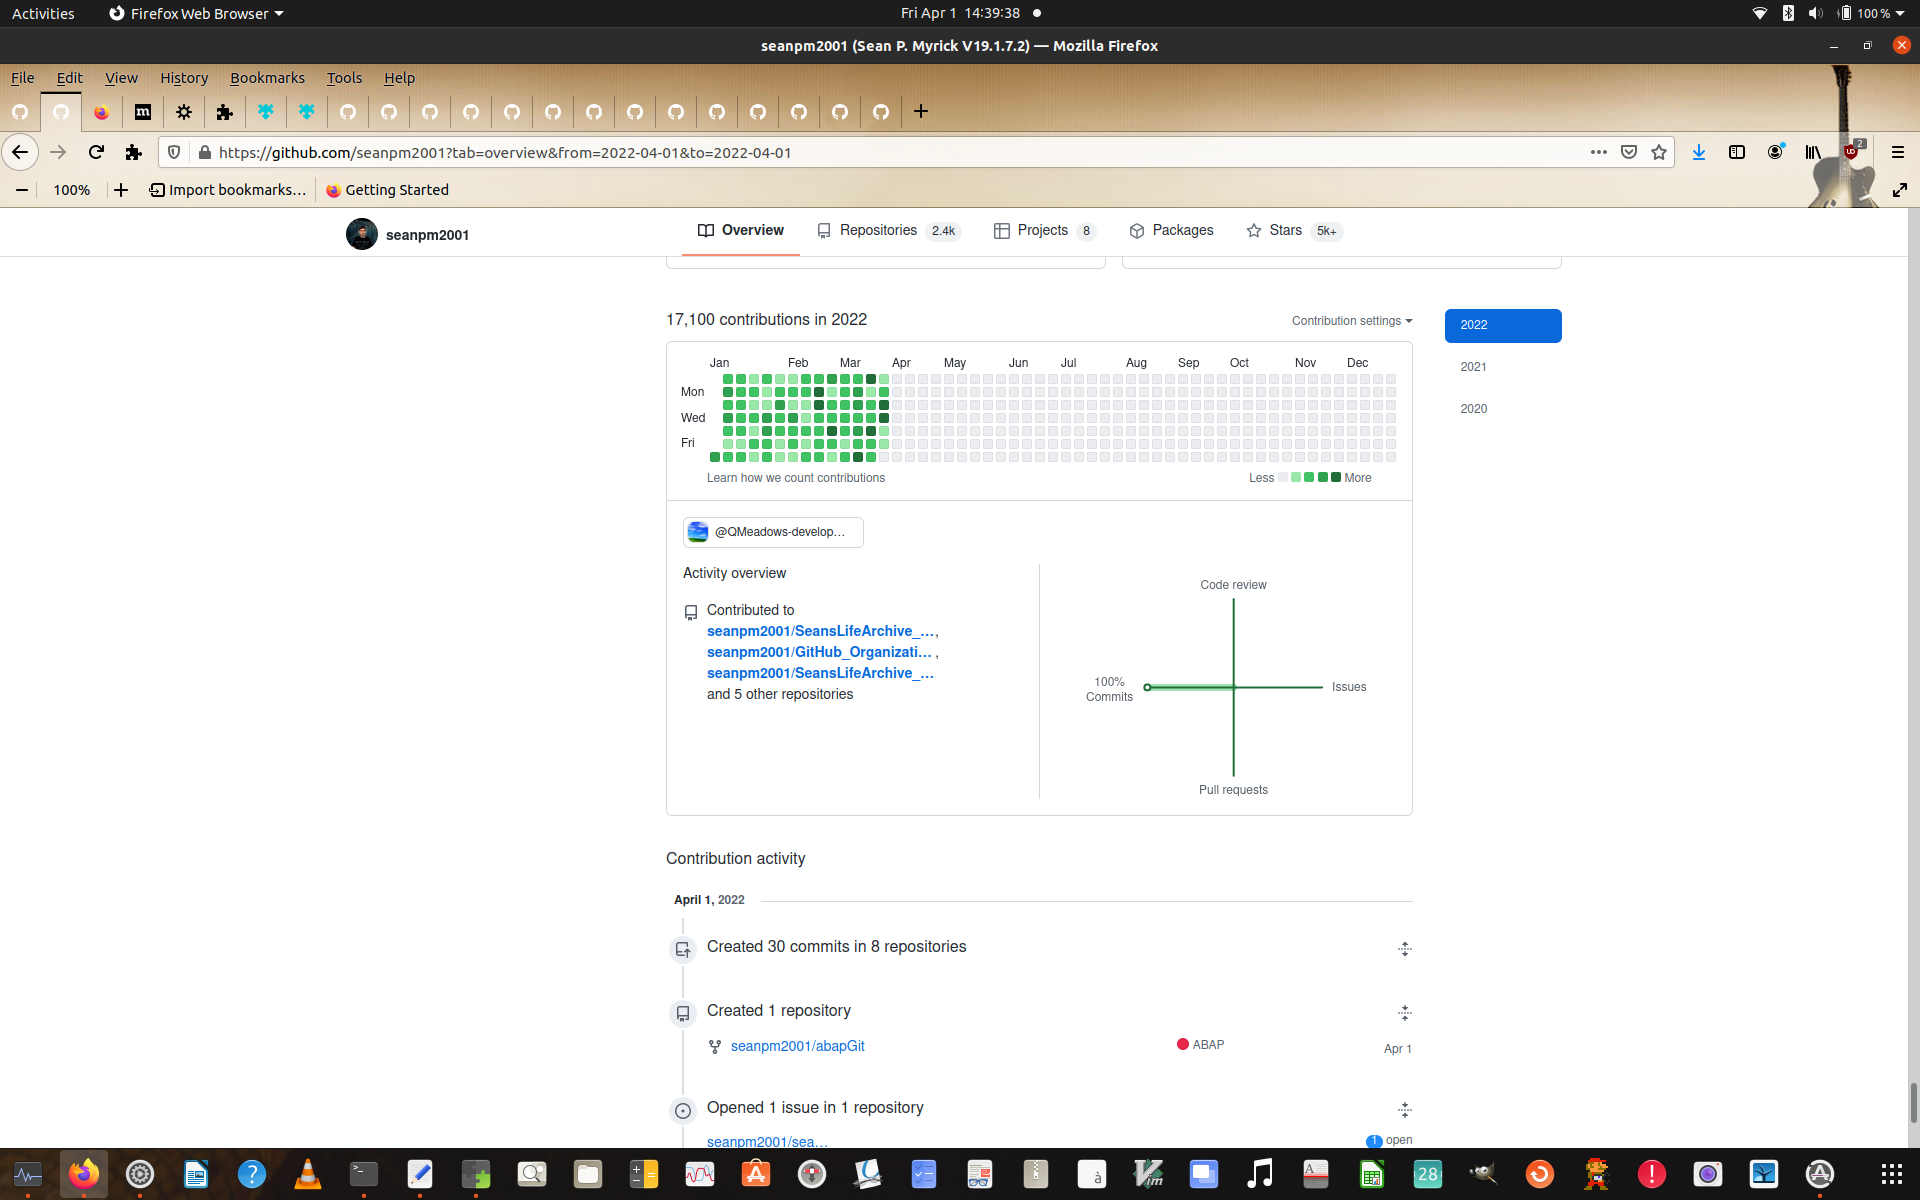 Activities Firefox Web Browser Fri Apr 1 14:39:38 100 %
seanpm2001 (Sean P. Myrick V19.1.7.2) — Mozilla Firefox
File Edit View History Bookmarks Tools Help
https://github.com/seanpm2001?tab=overview&from=2022-04-01&to=2022-04-01 2
100% Import bookmarks… Getting Started
seanpm2001 Overview Repositories 2.4k Projects 8 Packages Stars 5k+
17,100 contributions in 2022 Contribution settings 2022
2021
2020
Jan Feb Mar Apr May Jun Jul Aug Sep Oct Nov Dec
Mon
Wed
Fri
Learn how we count contributions Less More
@QMeadows-develop…
Activity overview
Contributed to
seanpm2001/SeansLifeArchive_…,
seanpm2001/GitHub_Organizati… ,
seanpm2001/SeansLifeArchive_…
and 5 other repositories
Code review
100%
Commits
Issues
Pull requests
Contribution activity
April 1, 2022
Created 30 commits in 8 repositories
Created 1 repository
seanpm2001/abapGit ABAP Apr 1
Opened 1 issue in 1 repository
seanpm2001/sea… 1 open
28